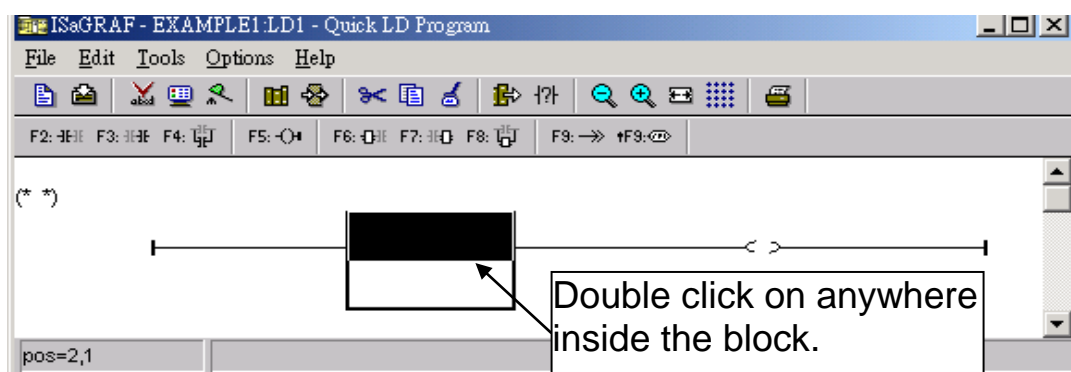 ISaGRAF - EXAMPLE1:LD1 - Quick LD Program
File Edit Tools Options Help
F2: F3: F4: F5: F6: F7: F8: F9: F9:
(* *)
Double click on anywhere
inside the block.
pos=2,1